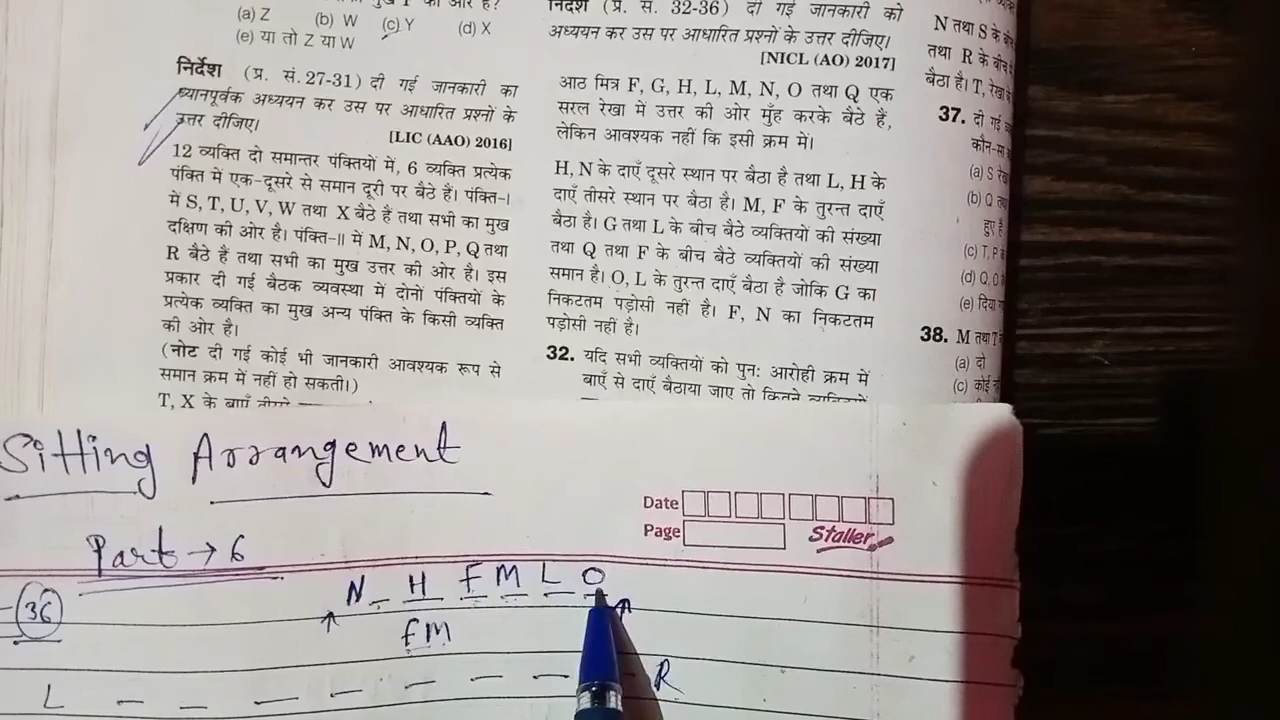 (a) Z (b) W (c) Y (d) X
(e) या तो Z या W
निर्देश (प्र. सं. 27-31) दी गई जानकारी का
ध्यानपूर्वक अध्ययन कर उस पर आधारित प्रश्नों के
उत्तर दीजिए।
[LIC (AAO) 2016]
12 व्यक्ति दो समान्तर पंक्तियों में, 6 व्यक्ति प्रत्येक
पंक्ति में एक-दूसरे से समान दूरी पर बैठे हैं। पंक्ति-I
में S, T, U, V, W तथा X बैठे हैं तथा सभी का मुख
दक्षिण की ओर है। पंक्ति-II में M, N, O, P, Q तथा
R बैठे हैं तथा सभी का मुख उत्तर की ओर है। इस
प्रकार दी गई बैठक व्यवस्था में दोनों पंक्तियों के
प्रत्येक व्यक्ति का मुख अन्य पंक्ति के किसी व्यक्ति
की ओर है।
(नोट दी गई कोई भी जानकारी आवश्यक रूप से
समान क्रम में नहीं हो सकती।)
T, X के बाएँ तीसरे
निर्देश (प्र. सं. 32-36) दी गई जानकारी को
अध्ययन कर उस पर आधारित प्रश्नों के उत्तर दीजिए।
[NICL (AO) 2017]
आठ मित्र F, G, H, L, M, N, O तथा Q एक
सरल रेखा में उत्तर की ओर मुँह करके बैठे हैं,
लेकिन आवश्यक नहीं कि इसी क्रम में।
H, N के दाएँ दूसरे स्थान पर बैठा है तथा L, H के
दाएँ तीसरे स्थान पर बैठा है। M, F के तुरन्त दाएँ
बैठा है। G तथा L के बीच बैठे व्यक्तियों की संख्या
तथा Q तथा F के बीच बैठे व्यक्तियों की संख्या
समान है। O, L के तुरन्त दाएँ बैठा है जोकि G का
निकटतम पड़ोसी नहीं है। F, N का निकटतम
पड़ोसी नहीं है।
32. यदि सभी व्यक्तियों को पुन: आरोही क्रम में
बाएँ से दाएँ बैठाया जाए तो कितने व्यक्तियों
N तथा S के
तथा R के बीच
बैठा है। T, रेखा
37. दी गई
कौन-सा
(a) S
(b) Q
हुए
(c) T, P
(d) Q,
(e) दिया
38. M तथा T
(a) दो
(c) कोई
Sitting Arrangement
Date
Page Staller
Part → 6
N _ H F M L O
36
F M
L _ _ _ _ _ _ _ _ R